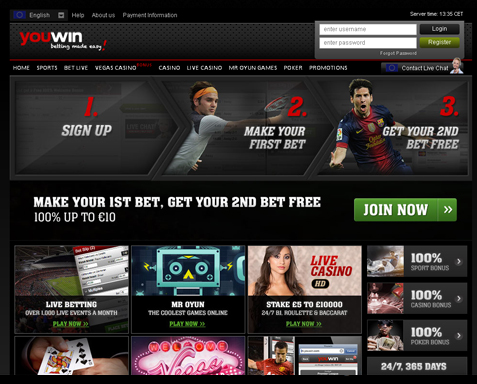 English
Help
About us
Payment Information
Server time: 13:35 CET
youwin
betting made easy!
enter username
Login
enter password
Register
Forgot Password
HOME
SPORTS
BET LIVE
VEGAS CASINO
CASINO
LIVE CASINO
MR OYUN GAMES
POKER
PROMOTIONS
Contact Live Chat
1.
SIGN UP
2.
MAKE YOUR
FIRST BET
3.
GET YOUR 2ND
BET FREE
MAKE YOUR 1ST BET, GET YOUR 2ND BET FREE
100% UP TO €10
JOIN NOW
LIVE BETTING
OVER 1,000 LIVE EVENTS A MONTH
PLAY NOW
MR OYUN
THE COOLEST GAMES ONLINE
PLAY NOW
LIVE
CASINO
HD
STAKE £5 TO £10000
24/7 BJ, ROULETTE & BACCARAT
PLAY NOW
100%
SPORT BONUS
100%
CASINO BONUS
100%
POKER BONUS
WELCOME
Vegas
24/7, 365 DAYS